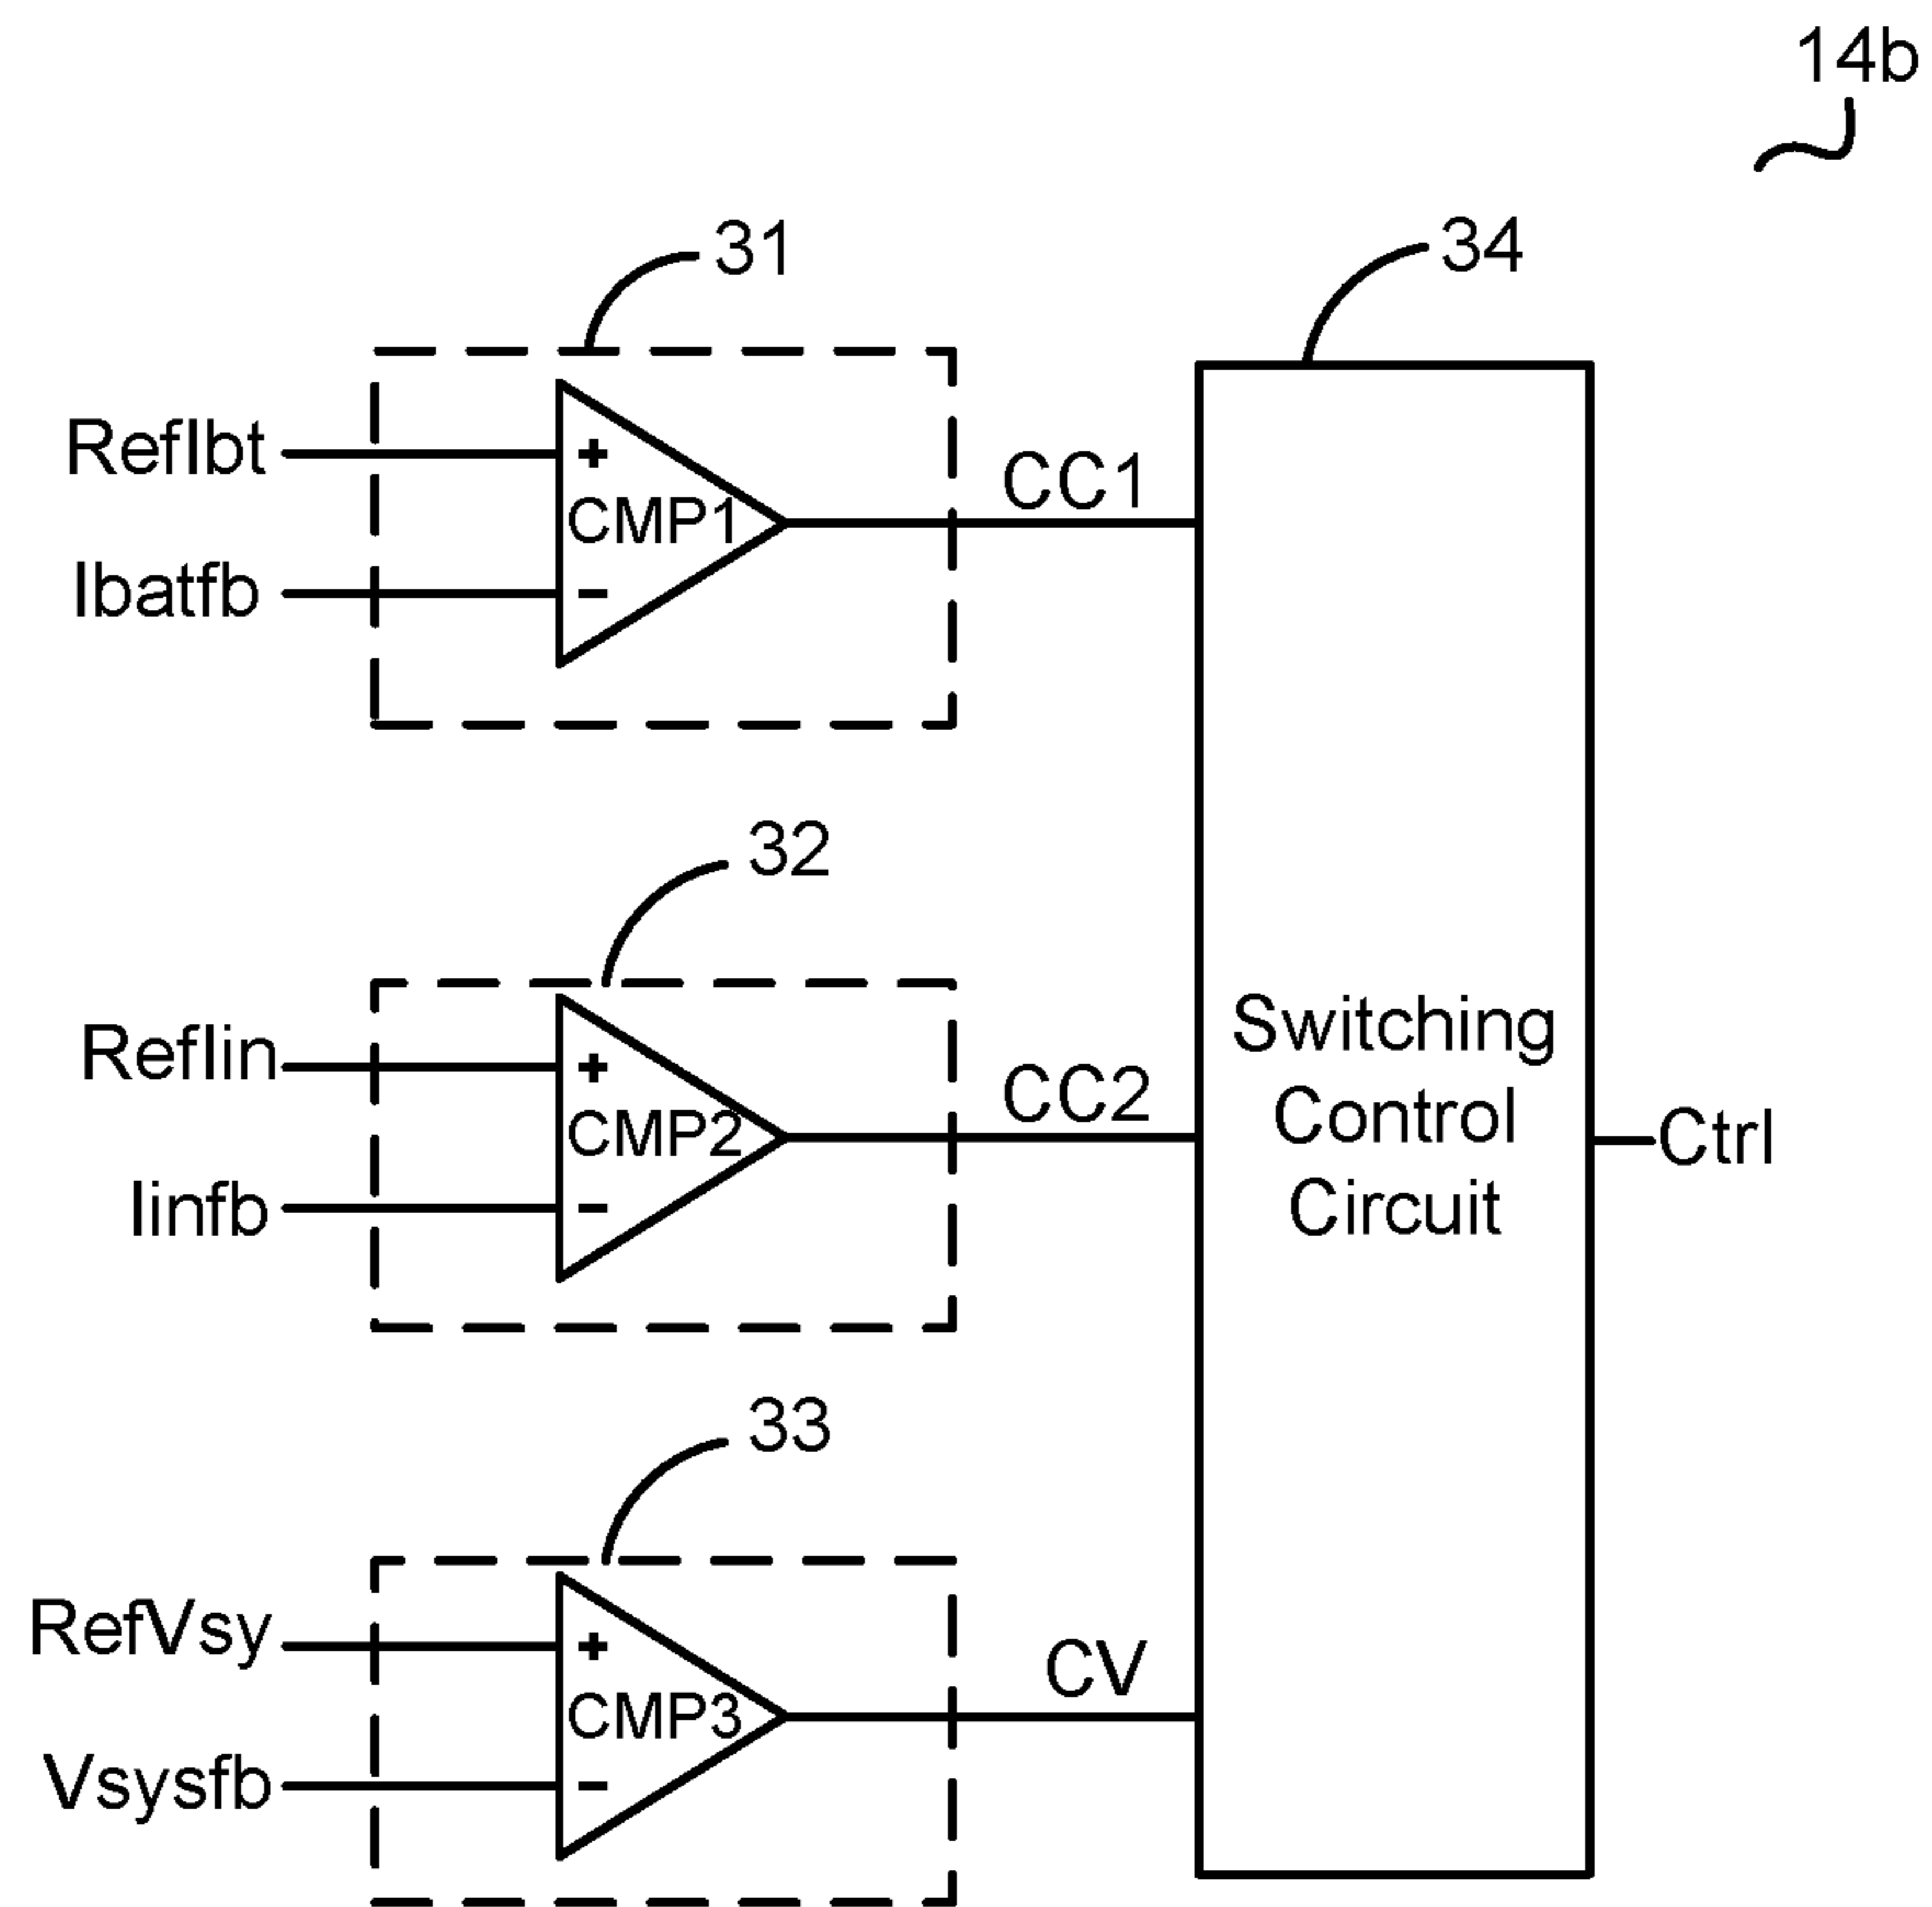 14b
31
34
RefIbt
+
CMP1
CC1
Ibatfb
-
32
RefIin
+
CMP2
CC2
Iinfb
-
Switching
Control
Circuit
Ctrl
33
RefVsy
+
CMP3
CV
Vsysfb
-